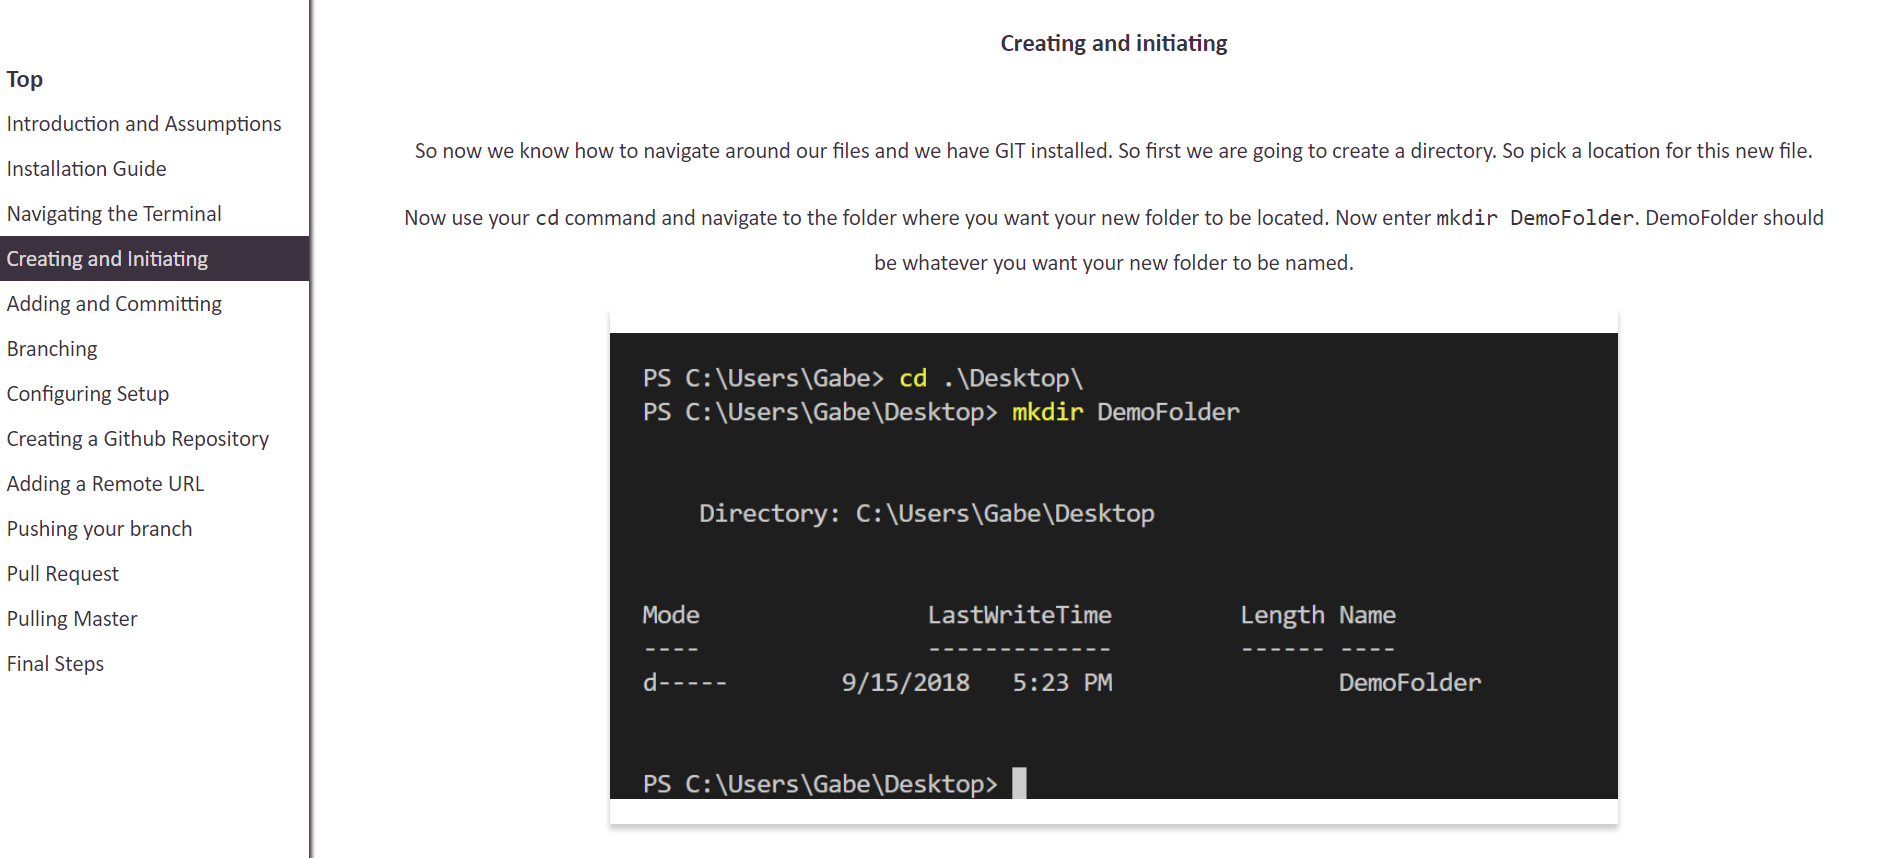 Top
Introduction and Assumptions
Installation Guide
Navigating the Terminal
Creating and Initiating
Adding and Committing
Branching
Configuring Setup
Creating a Github Repository
Adding a Remote URL
Pushing your branch
Pull Request
Pulling Master
Final Steps
Creating and initiating
So now we know how to navigate around our files and we have GIT installed. So first we are going to create a directory. So pick a location for this new file.
Now use your cd command and navigate to the folder where you want your new folder to be located. Now enter mkdir DemoFolder. DemoFolder should
be whatever you want your new folder to be named.
PS C:\Users\Gabe> cd .\Desktop\
PS C:\Users\Gabe\Desktop> mkdir DemoFolder
Directory: C:\Users\Gabe\Desktop
Mode                LastWriteTime         Length Name
----                -------------         ------ ----
d-----        9/15/2018   5:23 PM                DemoFolder
PS C:\Users\Gabe\Desktop>